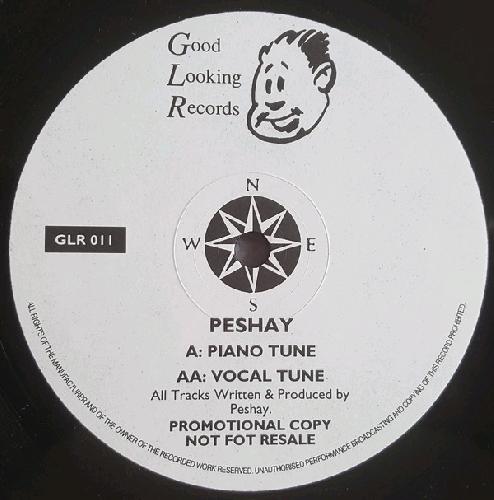 Good
Looking
Records
N
W E
S
GLR 011
PESHAY
A: PIANO TUNE
AA: VOCAL TUNE
All Tracks Written & Produced by
Peshay.
PROMOTIONAL COPY
NOT FOT RESALE
ALL RIGHTS OF THE MANUFACTURER AND OF THE OWNER OF THE RECORDED WORK RESERVED. UNAUTHORISED PERFORMANCE BROADCASTING AND COPYING OF THIS RECORD PROHIBITED.